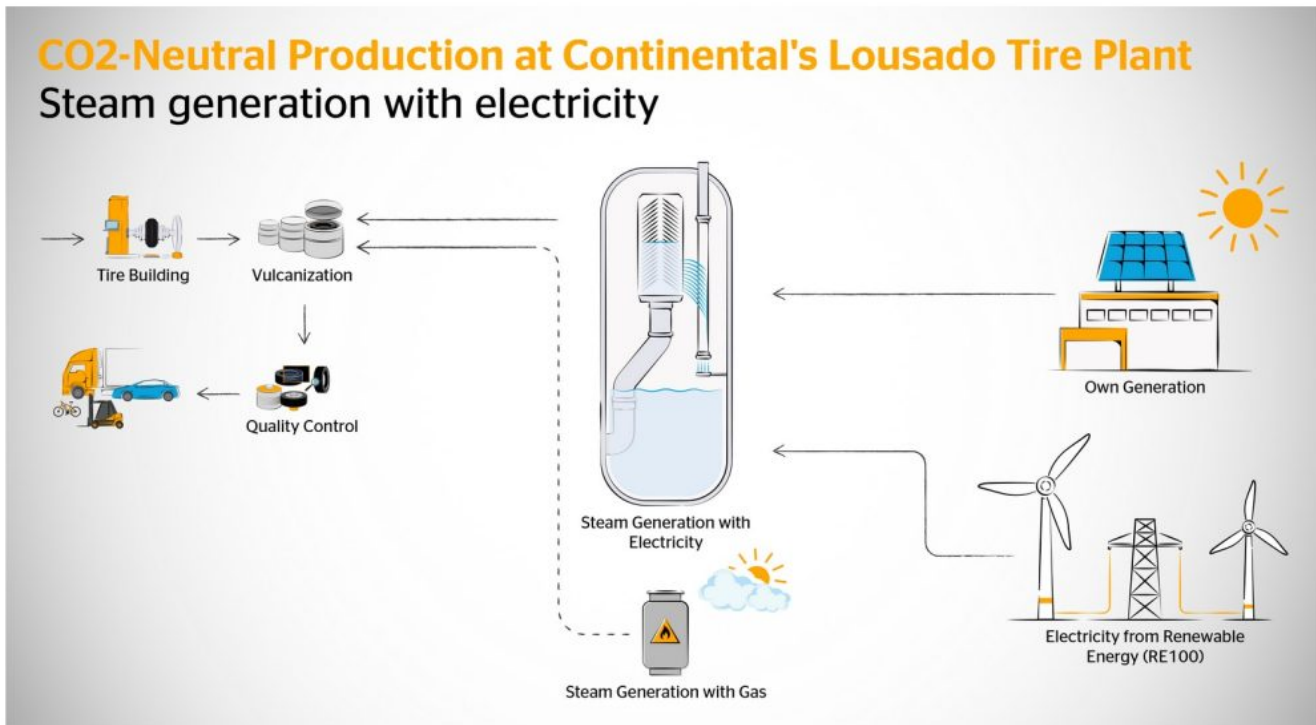 CO2-Neutral Production at Continental's Lousado Tire Plant
Steam generation with electricity
Tire Building
Vulcanization
Quality Control
Steam Generation with
Electricity
Steam Generation with Gas
Own Generation
Electricity from Renewable
Energy (RE100)